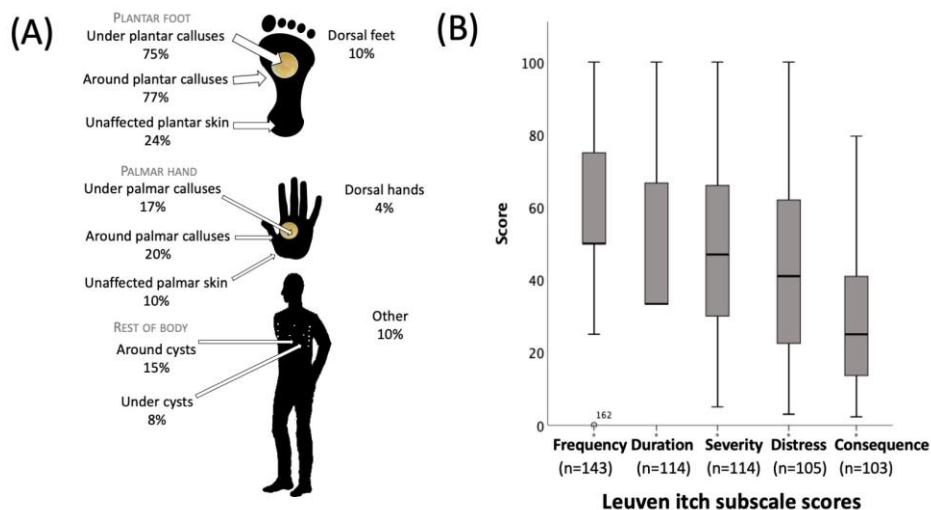 (A)
PLANTAR FOOT
Under plantar calluses
75%
Around plantar calluses
77%
Unaffected plantar skin
24%
Dorsal feet
10%
PALMAR HAND
Under palmar calluses
17%
Around palmar calluses
20%
Unaffected palmar skin
10%
Dorsal hands
4%
REST OF BODY
Around cysts
15%
Under cysts
8%
Other
10%
(B)
Score
100
80
60
40
20
0
162
Frequency Duration Severity Distress Consequence
(n=143) (n=114) (n=114) (n=105) (n=103)
Leuven itch subscale scores